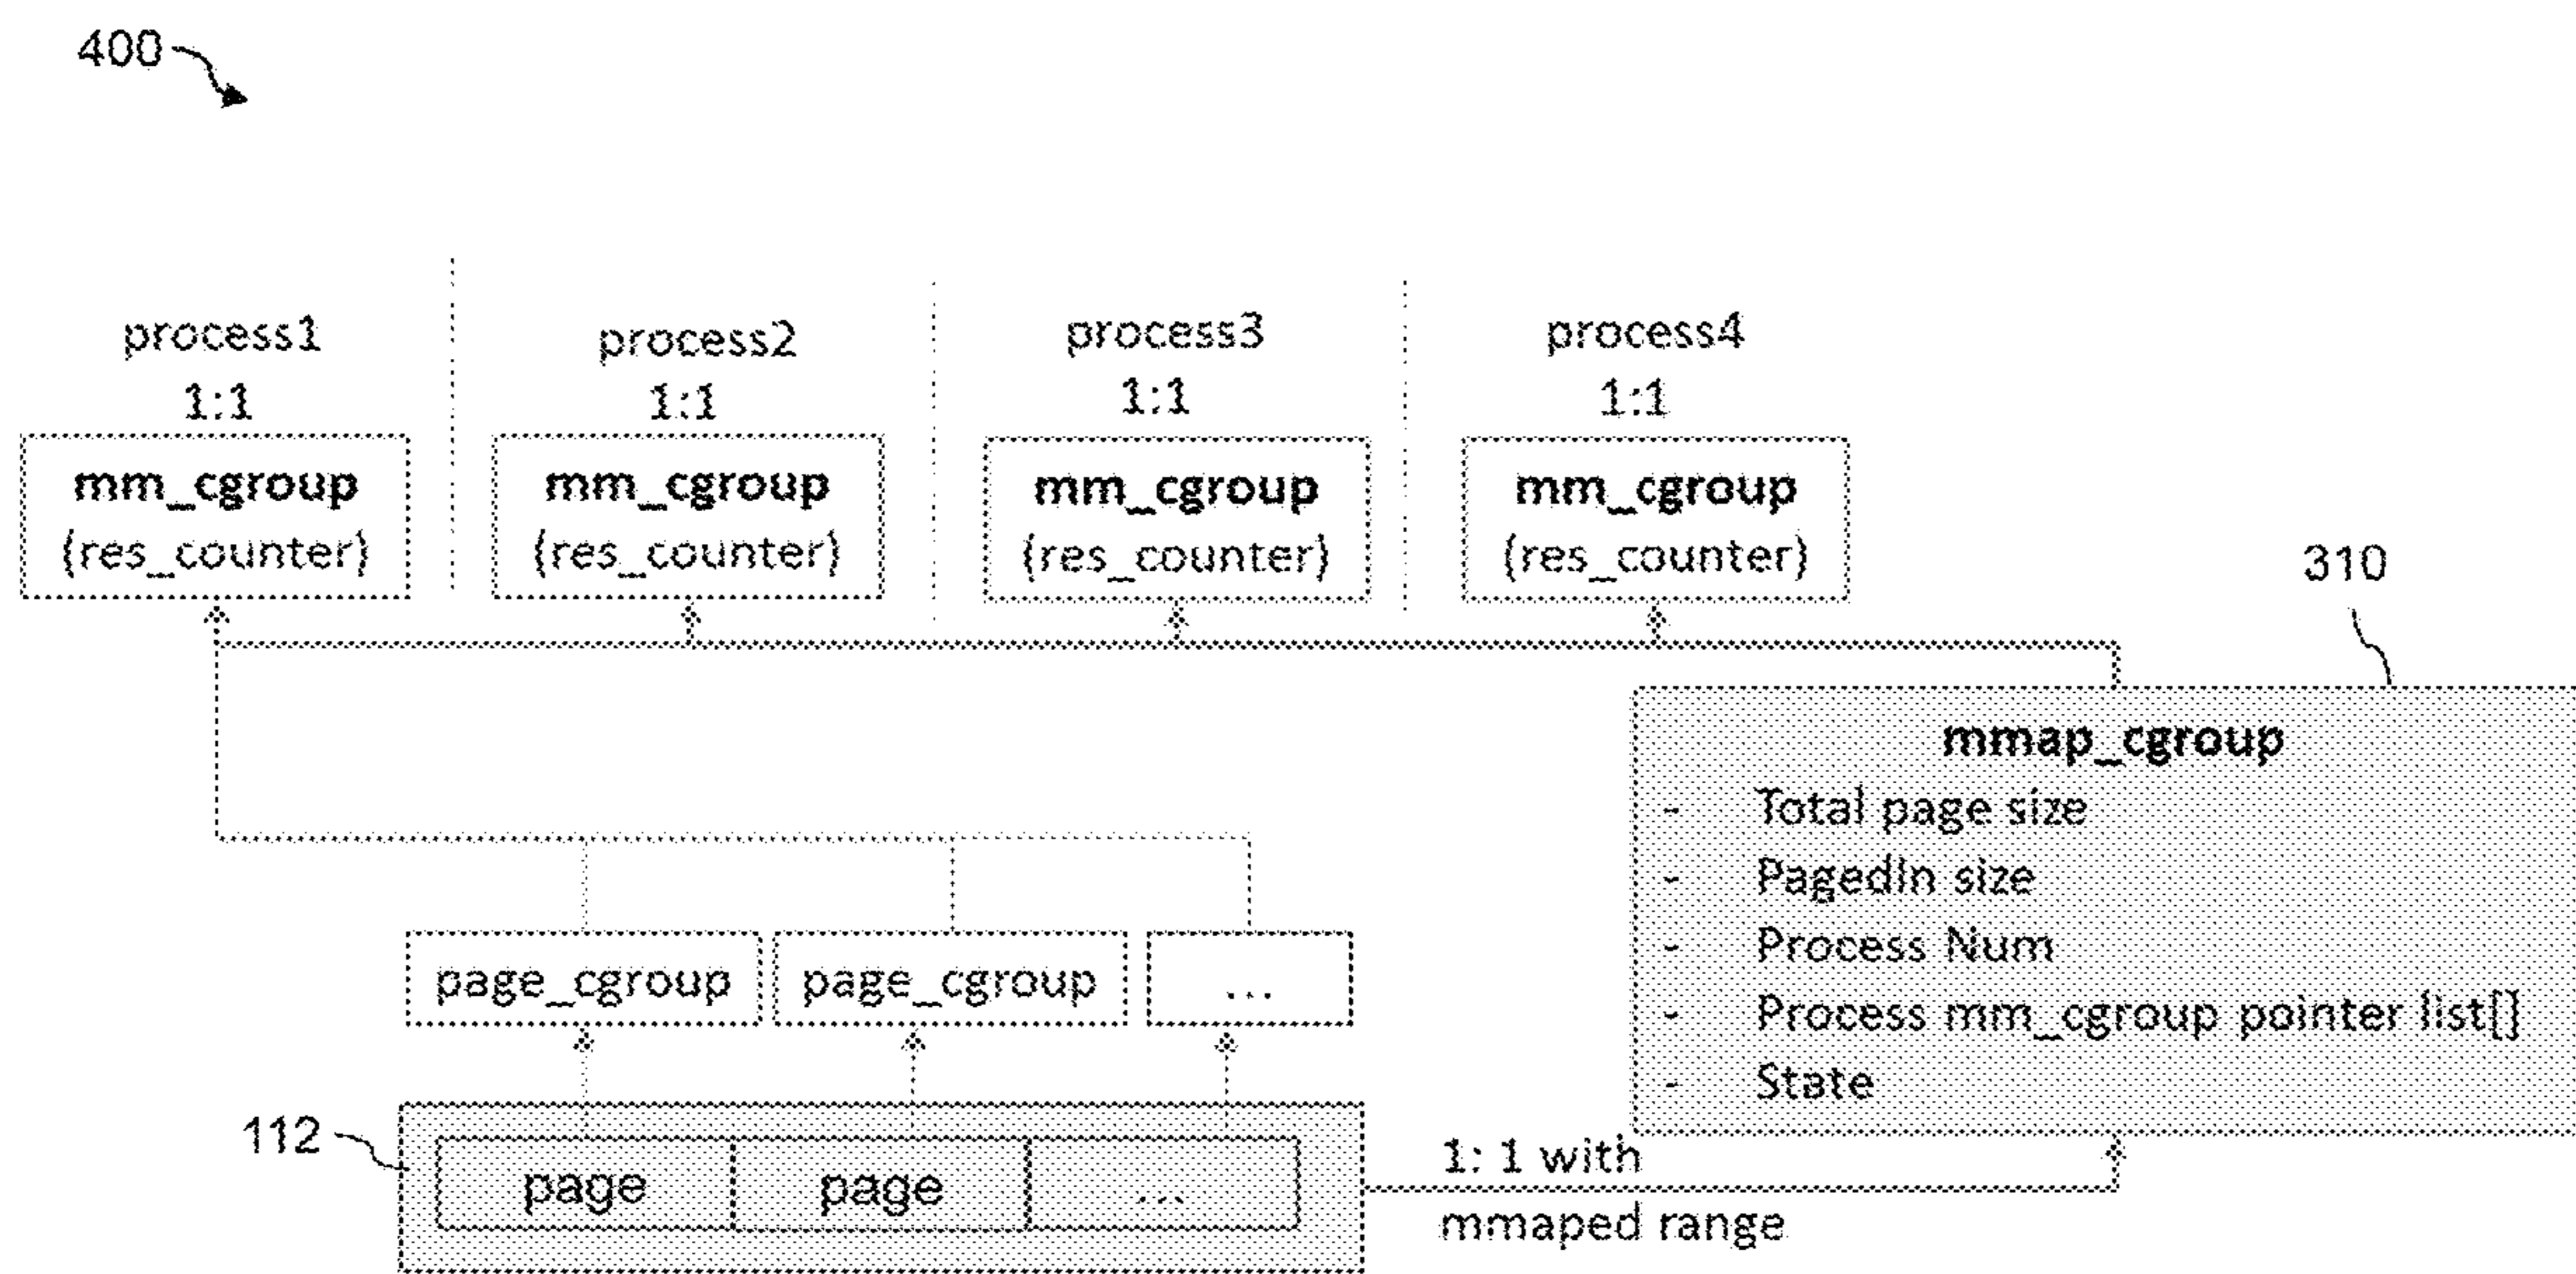 400
process1
1:1
mm_cgroup
(res_counter)
process2
1:1
mm_cgroup
(res_counter)
process3
1:1
mm_cgroup
(res_counter)
process4
1:1
mm_cgroup
(res_counter)
310
mmap_cgroup
- Total page size
- PagedIn size
- Process Num
- Process mm_cgroup pointer list[]
- State
page_cgroup
page_cgroup
...
112
page
page
...
1: 1 with
mmaped range